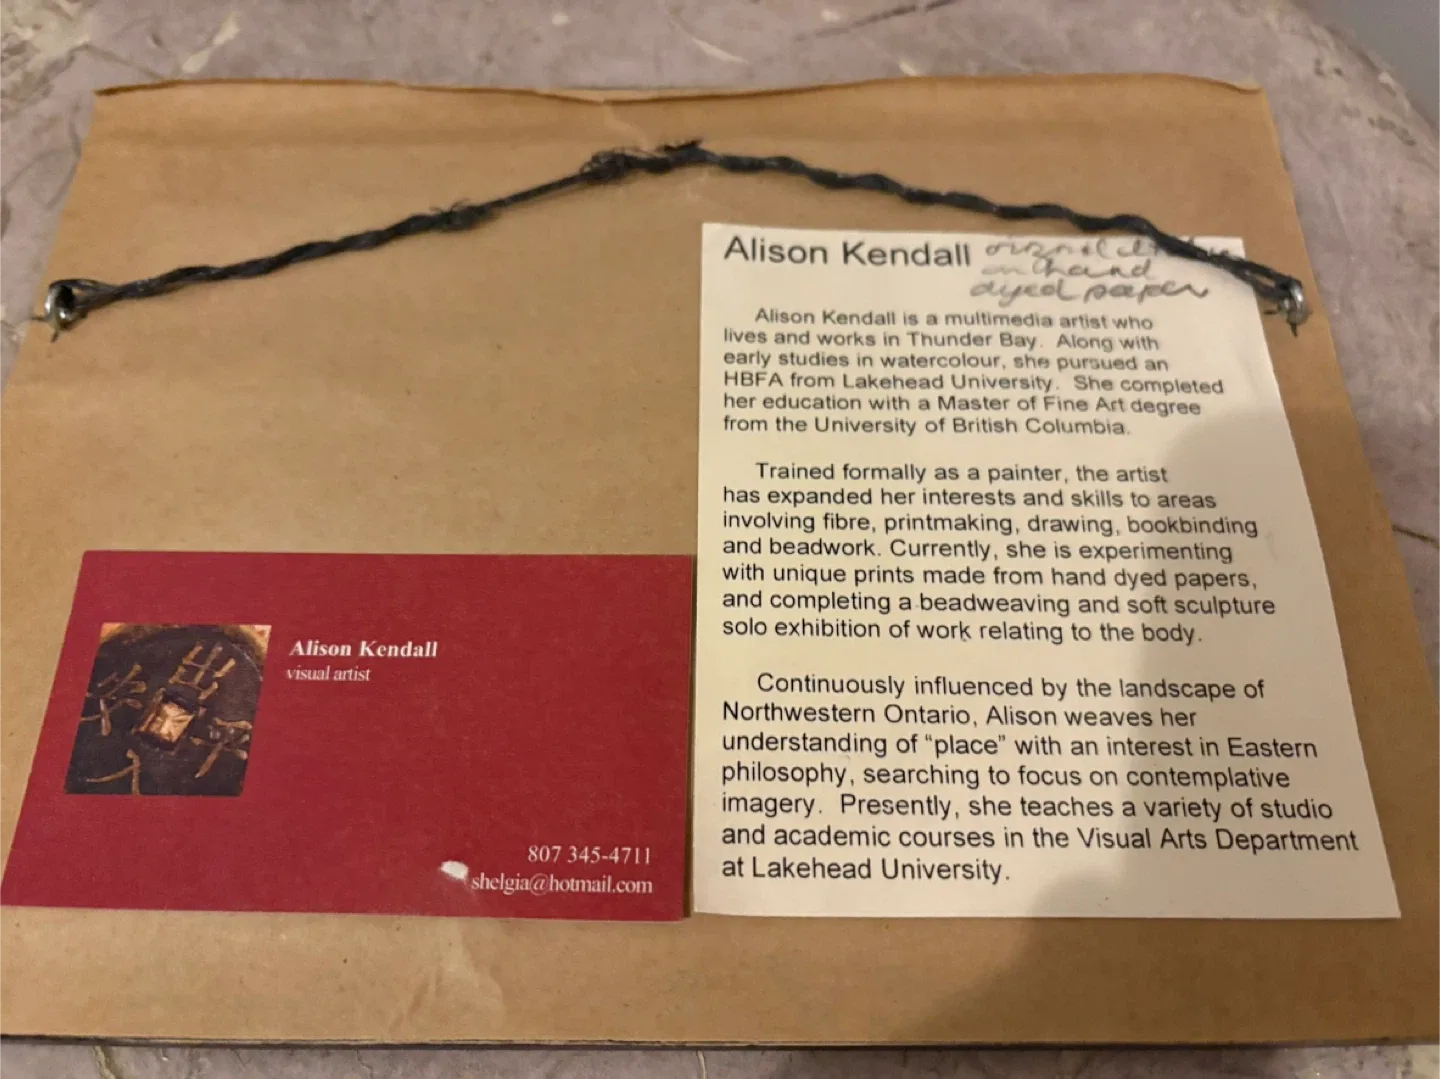 Alison Kendall original
on hand
dyed paper
Alison Kendall is a multimedia artist who
lives and works in Thunder Bay. Along with
early studies in watercolour, she pursued an
HBFA from Lakehead University. She completed
her education with a Master of Fine Art degree
from the University of British Columbia.
Trained formally as a painter, the artist
has expanded her interests and skills to areas
involving fibre, printmaking, drawing, bookbinding
and beadwork. Currently, she is experimenting
with unique prints made from hand dyed papers,
and completing a beadweaving and soft sculpture
solo exhibition of work relating to the body.
Continuously influenced by the landscape of
Northwestern Ontario, Alison weaves her
understanding of “place” with an interest in Eastern
philosophy, searching to focus on contemplative
imagery. Presently, she teaches a variety of studio
and academic courses in the Visual Arts Department
at Lakehead University.
Alison Kendall
visual artist
807 345-4711
shelgia@hotmail.com